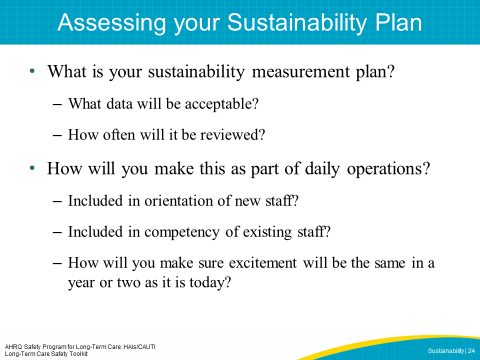 Assessing your Sustainability Plan
• What is your sustainability measurement plan?
– What data will be acceptable?
– How often will it be reviewed?
• How will you make this as part of daily operations?
– Included in orientation of new staff?
– Included in competency of existing staff?
– How will you make sure excitement will be the same in a
year or two as it is today?
AHRQ Safety Program for Long-Term Care: HAIs/CAUTI
Long-Term Care Safety Toolkit
Sustainability| 24